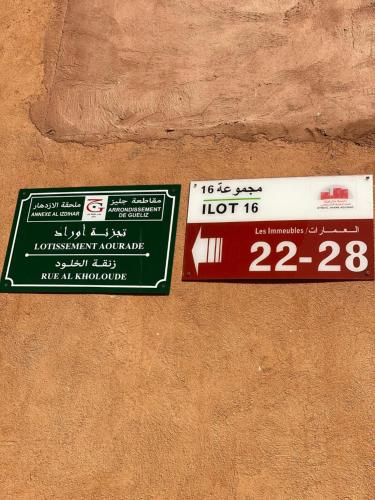 ملحقة الازدهار
ANNEXE AL IZDIHAR
مقاطعة جليز
ARRONDISSEMENT
DE GUELIZ
تجزئة أوراد
LOTISSEMENT AOURADE
زنقة الخلود
RUE AL KHOLOUDE
مجموعة 16
ILOT 16
Les Immeubles / العمارات
22-28